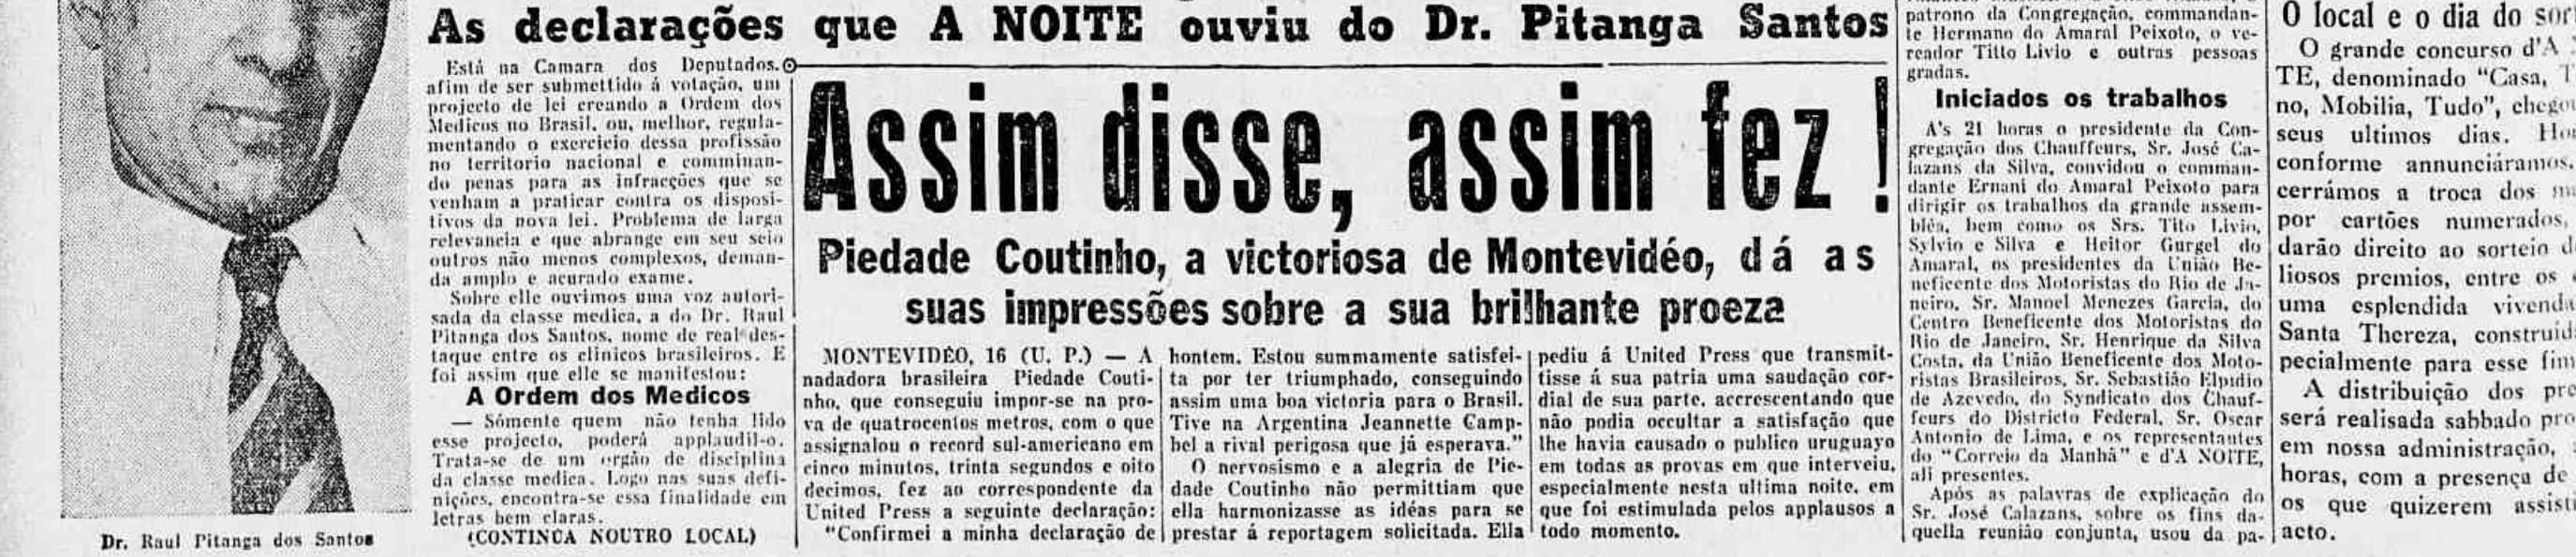 As declarações que A NOITE ouviu do Dr. Pitanga Santos
Está na Camara dos Deputados,
afim de ser submettido á votação, um
projecto de lei creando a Ordem dos
Medicos no Brasil, ou, melhor, regula-
mentando o exercicio dessa profissão
no territorio nacional e comminan-
do penas para as infracções que se
venham a praticar contra os disposi-
tivos da nova lei. Problema de larga
relevancia e que abrange em seu seio
outros não menos complexos, deman-
da amplo e acurado exame.
Sobre elle ouvimos uma voz autori-
sada da classe medica, a do Dr. Raul
Pitanga dos Santos, nome de real des-
taque entre os clinicos brasileiros. E
foi assim que elle se manifestou:
A Ordem dos Medicos
— Sómente quem não tenha lido
esse projecto, poderá applaudil-o.
Trata-se de um orgão de disciplina
da classe medica. Logo nas suas defi-
nições, encontra-se essa finalidade em
letras bem claras.
(CONTINÚA NOUTRO LOCAL)
Dr. Raul Pitanga dos Santos
Assim disse, assim fez !
Piedade Coutinho, a victoriosa de Montevidéo, dá as
suas impressões sobre a sua brilhante proeza
MONTEVIDÉO, 16 (U. P.) — A
nadadora brasileira Piedade Couti-
nho, que conseguiu impor-se na pro-
va de quatrocentos metros, com o que
assignalou o record sul-americano em
cinco minutos, trinta segundos e oito
decimos, fez ao correspondente da
United Press a seguinte declaração:
"Confirmei a minha declaração de
hontem. Estou summamente satisfei-
ta por ter triumphado, conseguindo
assim uma boa victoria para o Brasil.
Tive na Argentina Jeannette Camp-
bel a rival perigosa que já esperava."
O nervosismo e a alegria de Pie-
dade Coutinho não permittiam que
ella harmonizasse as idéas para se
prestar á reportagem solicitada. Ella
pediu á United Press que transmit-
tisse á sua patria uma saudação cor-
dial de sua parte, accrescentando que
não podia occultar a satisfação que
lhe havia causado o publico uruguayo
em todas as provas em que interveiu,
especialmente nesta ultima noite, em
que foi estimulada pelos applausos a
todo momento.
patrono da Congregação, commandan-
te Hermano do Amaral Peixoto, o ve-
reador Titto Livio e outras pessoas
gradas.
Iniciados os trabalhos
A's 21 horas o presidente da Con-
gregação dos Chauffeurs, Sr. José Ca-
lazans da Silva, convidou o comman-
dante Ernani do Amaral Peixoto para
dirigir os trabalhos da grande assem-
bléa, bem como os Srs. Tito Livio,
Sylvio e Silva e Heitor Gurgel do
Amaral, os presidentes da União Be-
neficente dos Motoristas do Rio de Ja-
neiro, Sr. Manoel Menezes Garcia, do
Centro Beneficente dos Motoristas do
Rio de Janeiro, Sr. Henrique da Silva
Costa, da União Beneficente dos Moto-
ristas Brasileiros, Sr. Sebastião Elpidio
de Azevedo, do Syndicato dos Chauf-
feurs do Districto Federal, Sr. Oscar
Antonio de Lima, e os representantes
do "Correio da Manhã" e d'A NOITE,
ali presentes.
Após as palavras de explicação do
Sr. José Calazans, sobre os fins da-
quella reunião conjunta, usou da pa-
O local e o dia do
O grande concurso d'A
TE, denominado "Casa,
no, Mobilia, Tudo",
seus ultimos dias.
conforme annunciáramos,
cerrámos a troca dos
por cartões numerados,
darão direito ao sorteio
liosos premios, entre os
uma esplendida
Santa Thereza,
pecialmente para esse fim
A distribuição dos
será realisada sabbado
em nossa administração,
horas, com a presença de
os que quizerem
acto.